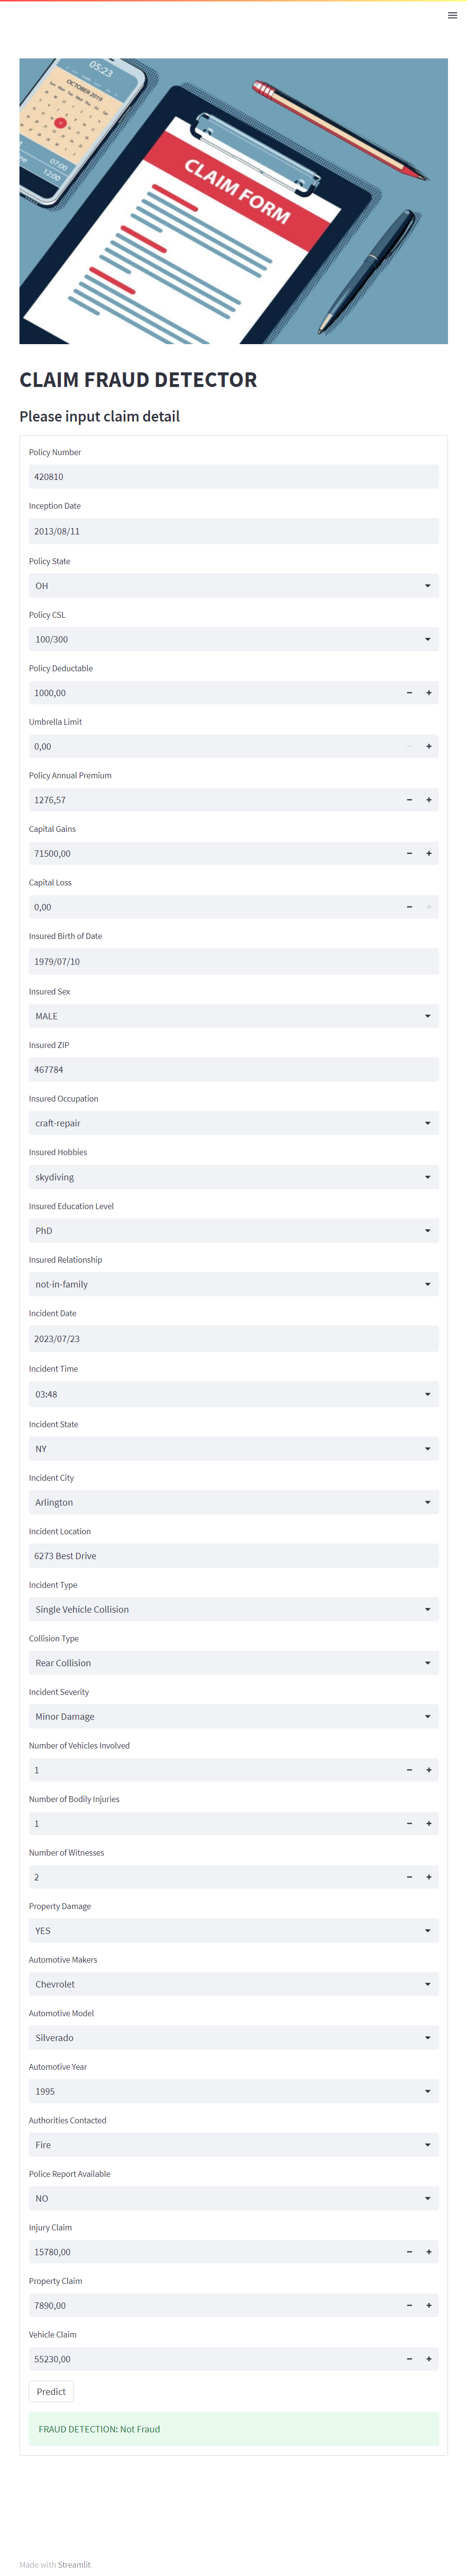 05:23
OCTOBER 2019
07:00
12:00
CLAIM FORM
CLAIM FRAUD DETECTOR
Please input claim detail
Policy Number
420810
Inception Date
2013/08/11
Policy State
OH
Policy CSL
100/300
Policy Deductable
1000,00
Umbrella Limit
0,00
Policy Annual Premium
1276,57
Capital Gains
71500,00
Capital Loss
0,00
Insured Birth of Date
1979/07/10
Insured Sex
MALE
Insured ZIP
467784
Insured Occupation
craft-repair
Insured Hobbies
skydiving
Insured Education Level
PhD
Insured Relationship
not-in-family
Incident Date
2023/07/23
Incident Time
03:48
Incident State
NY
Incident City
Arlington
Incident Location
6273 Best Drive
Incident Type
Single Vehicle Collision
Collision Type
Rear Collision
Incident Severity
Minor Damage
Number of Vehicles Involved
1
Number of Bodily Injuries
1
Number of Witnesses
2
Property Damage
YES
Automotive Makers
Chevrolet
Automotive Model
Silverado
Automotive Year
1995
Authorities Contacted
Fire
Police Report Available
NO
Injury Claim
15780,00
Property Claim
7890,00
Vehicle Claim
55230,00
Predict
FRAUD DETECTION: Not Fraud
Made with Streamlit